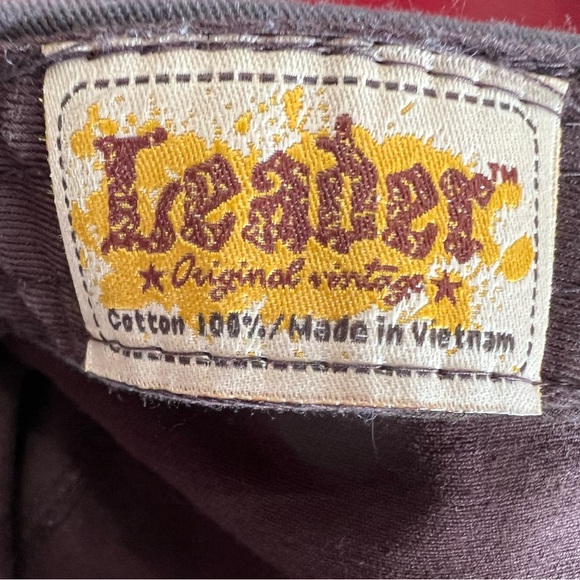 Leader™
★ Original vintage ★
Cotton 100%/Made in Vietnam